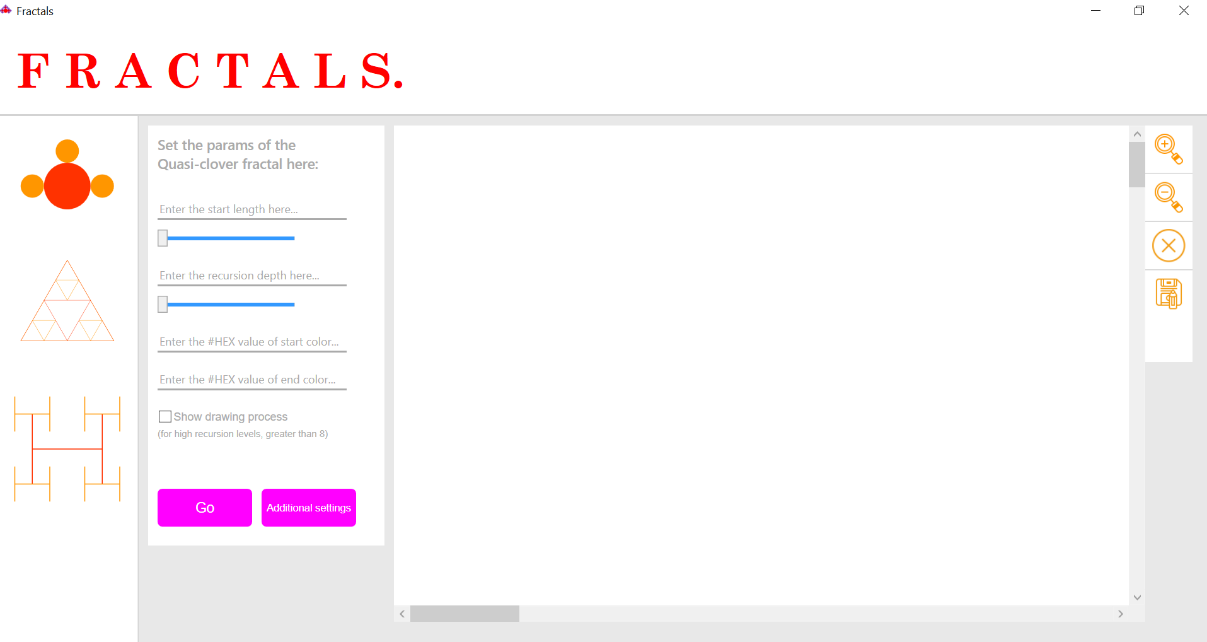 Fractals
F R A C T A L S.
Set the params of the
Quasi-clover fractal here:
Enter the start length here...
Enter the recursion depth here...
Enter the #HEX value of start color...
Enter the #HEX value of end color...
Show drawing process
(for high recursion levels, greater than 8)
Go
Additional settings